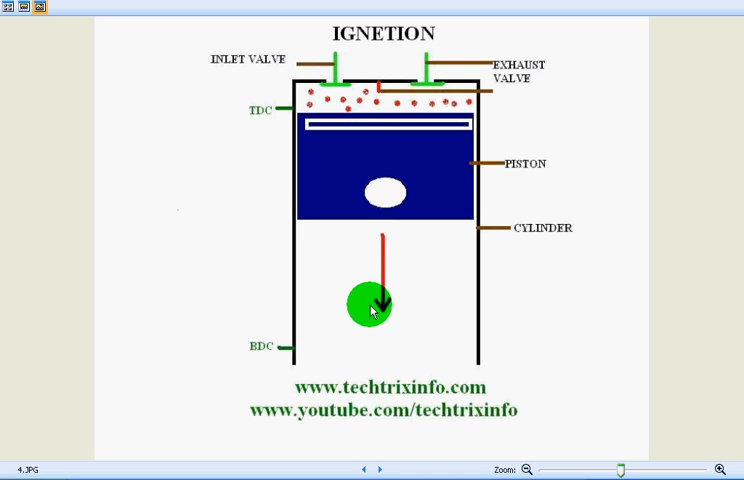 IGNETION
INLET VALVE
EXHAUST
VALVE
TDC
PISTON
CYLINDER
BDC
www.techtrixinfo.com
www.youtube.com/techtrixinfo
4.JPG
Zoom: